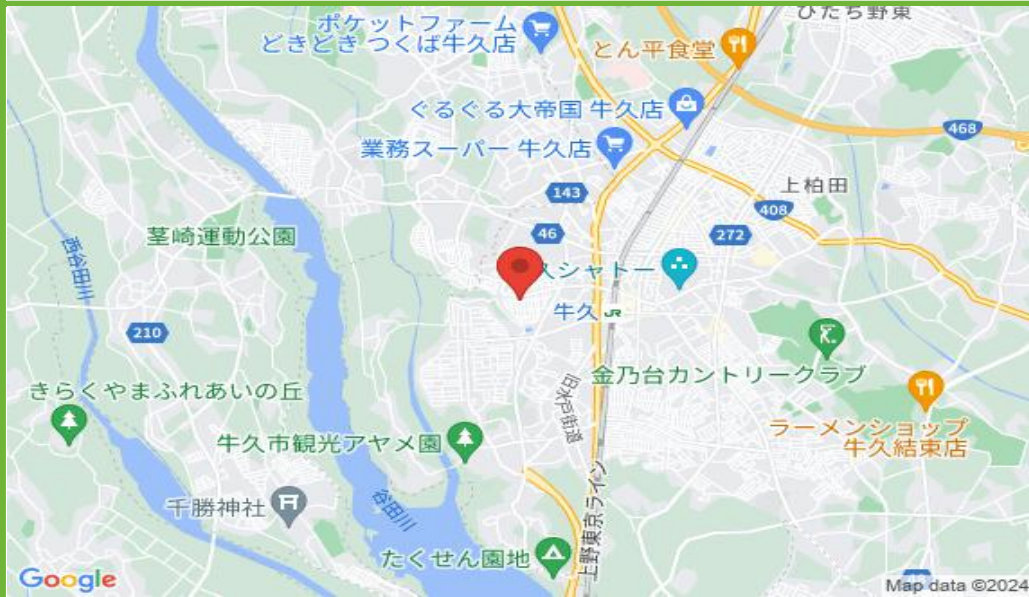 ひたち野東
ポケットファーム
どきどき つくば牛久店
とん平食堂
ぐるぐる大帝国 牛久店
業務スーパー 牛久店
468
上柏田
143
408
46
272
茎崎運動公園
西谷田川
久シャトー
牛久 JR
210
金乃台カントリークラブ
きらくやまふれあいの丘
旧水戸街道
ラーメンショップ
牛久結束店
牛久市観光アヤメ園
千勝神社
谷田川
上野東京ライン
たくせん園地
Google
Map data ©2024